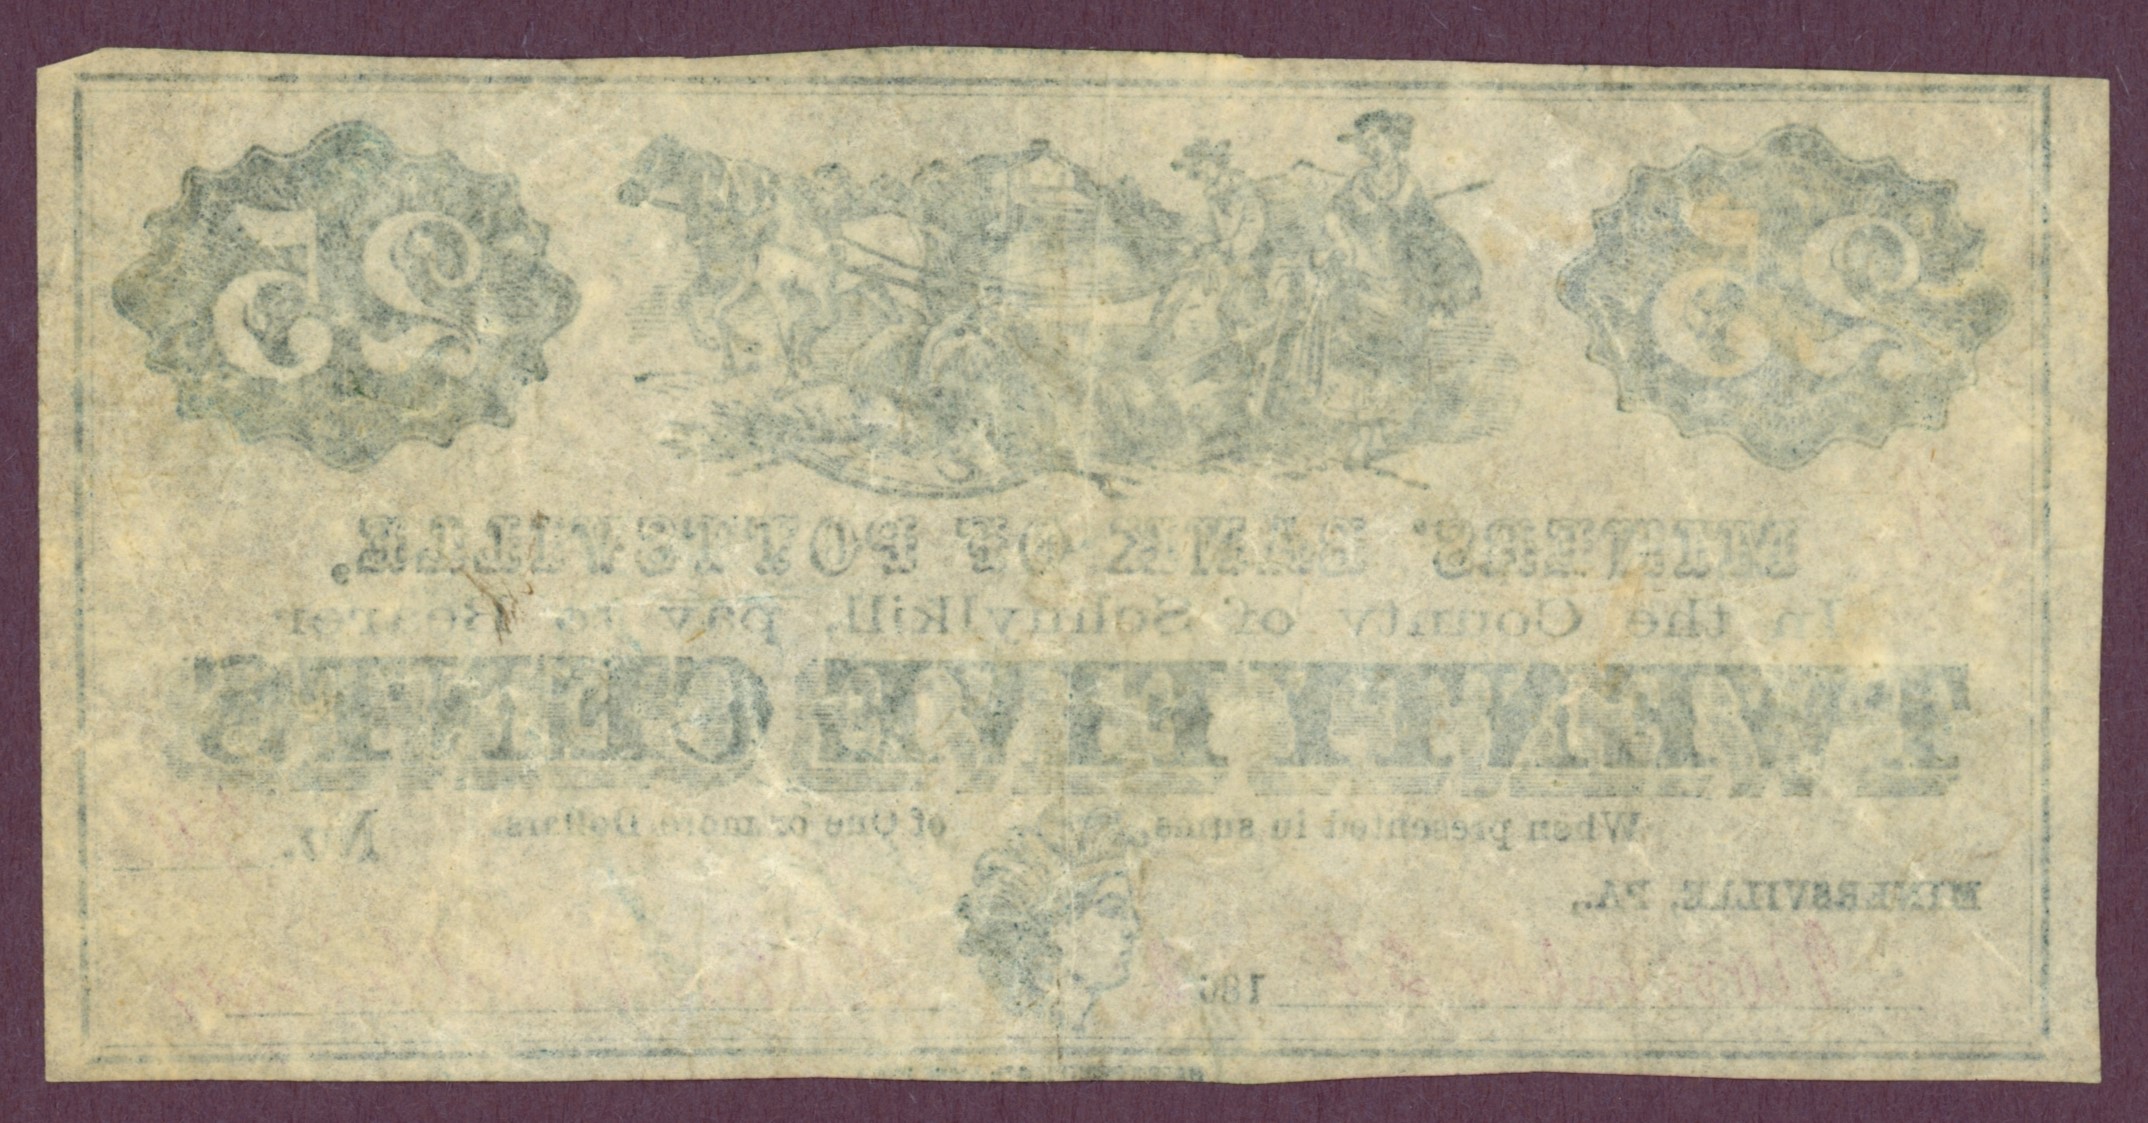 25 25
MINERS' BANK OF POTTSVILLE,
In the County of Schuylkill, pay to Bearer
TWENTY FIVE CENTS
When presented in sums, of One or more Dollars. No.
MINERSVILLE, PA.,
186